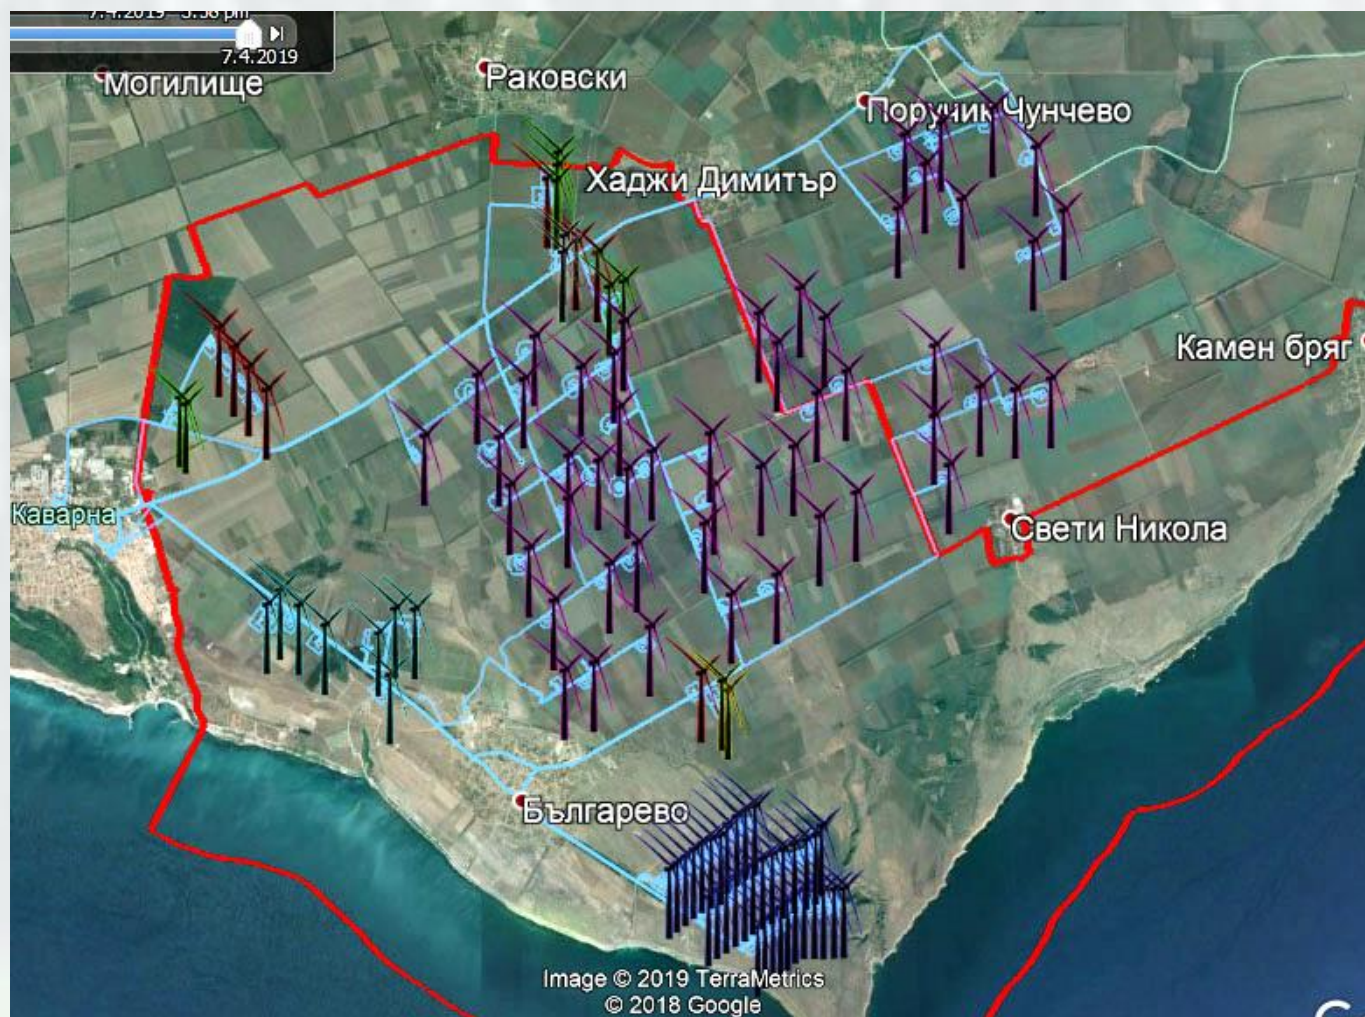 7.4.2019
Могилище
Раковски
Поручик Чунчево
Хаджи Димитър
Камен бряг
Каварна
Свети Никола
Българево
Image © 2019 TerraMetrics
© 2018 Google